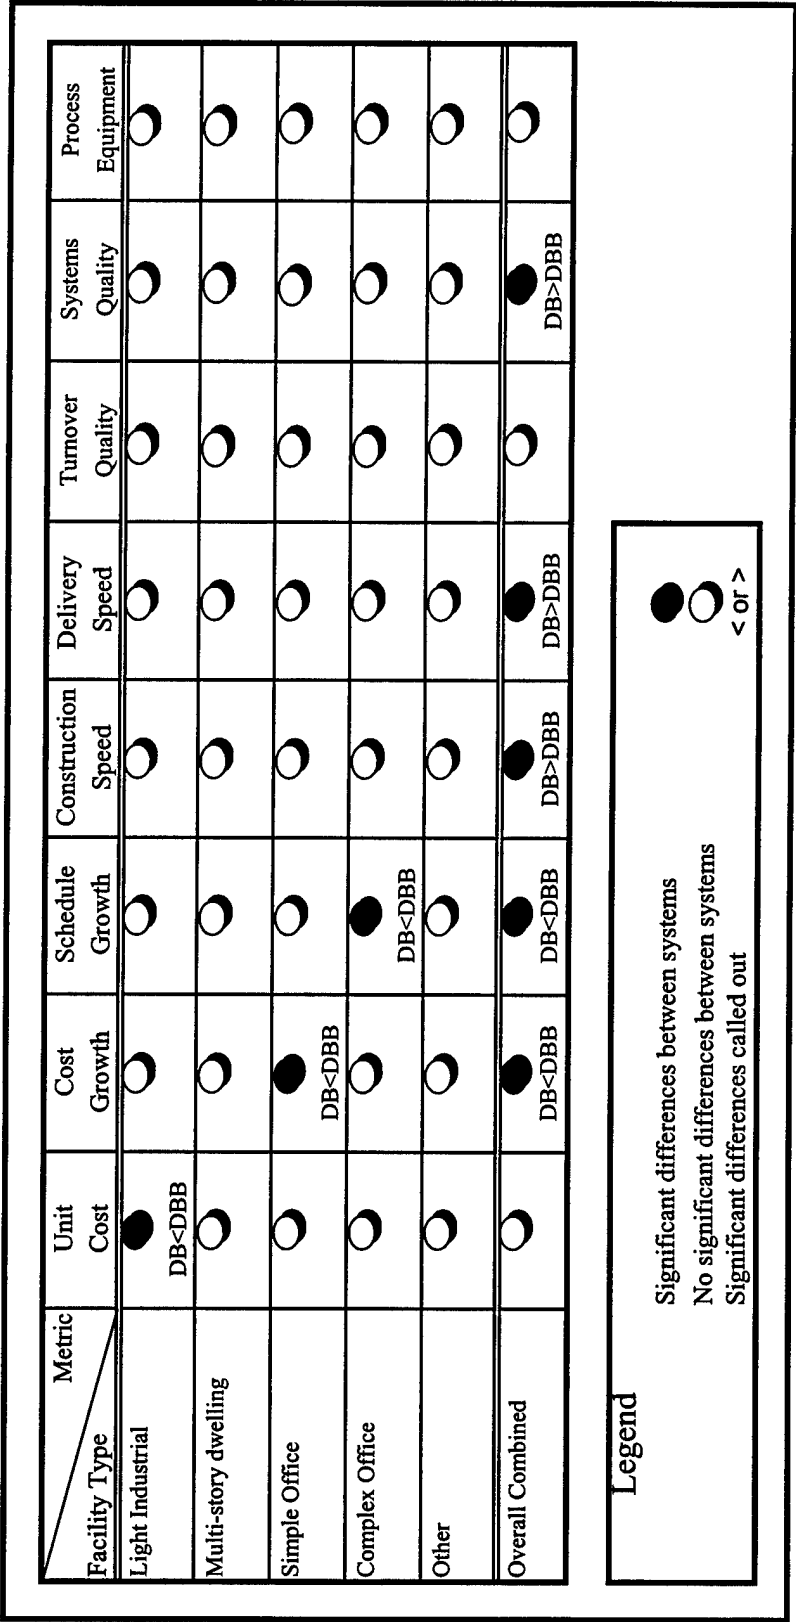 Metric
Facility Type
Unit
Cost
Cost
Growth
Schedule
Growth
Construction
Speed
Delivery
Speed
Turnover
Quality
Systems
Quality
Process
Equipment
Light Industrial
DB<DBB
Multi-story dwelling
Simple Office
DB<DBB
Complex Office
DB<DBB
Other
Overall Combined
DB<DBB
DB<DBB
DB>DBB
DB>DBB
DB>DBB
Legend
Significant differences between systems
No significant differences between systems
Significant differences called out
< or >